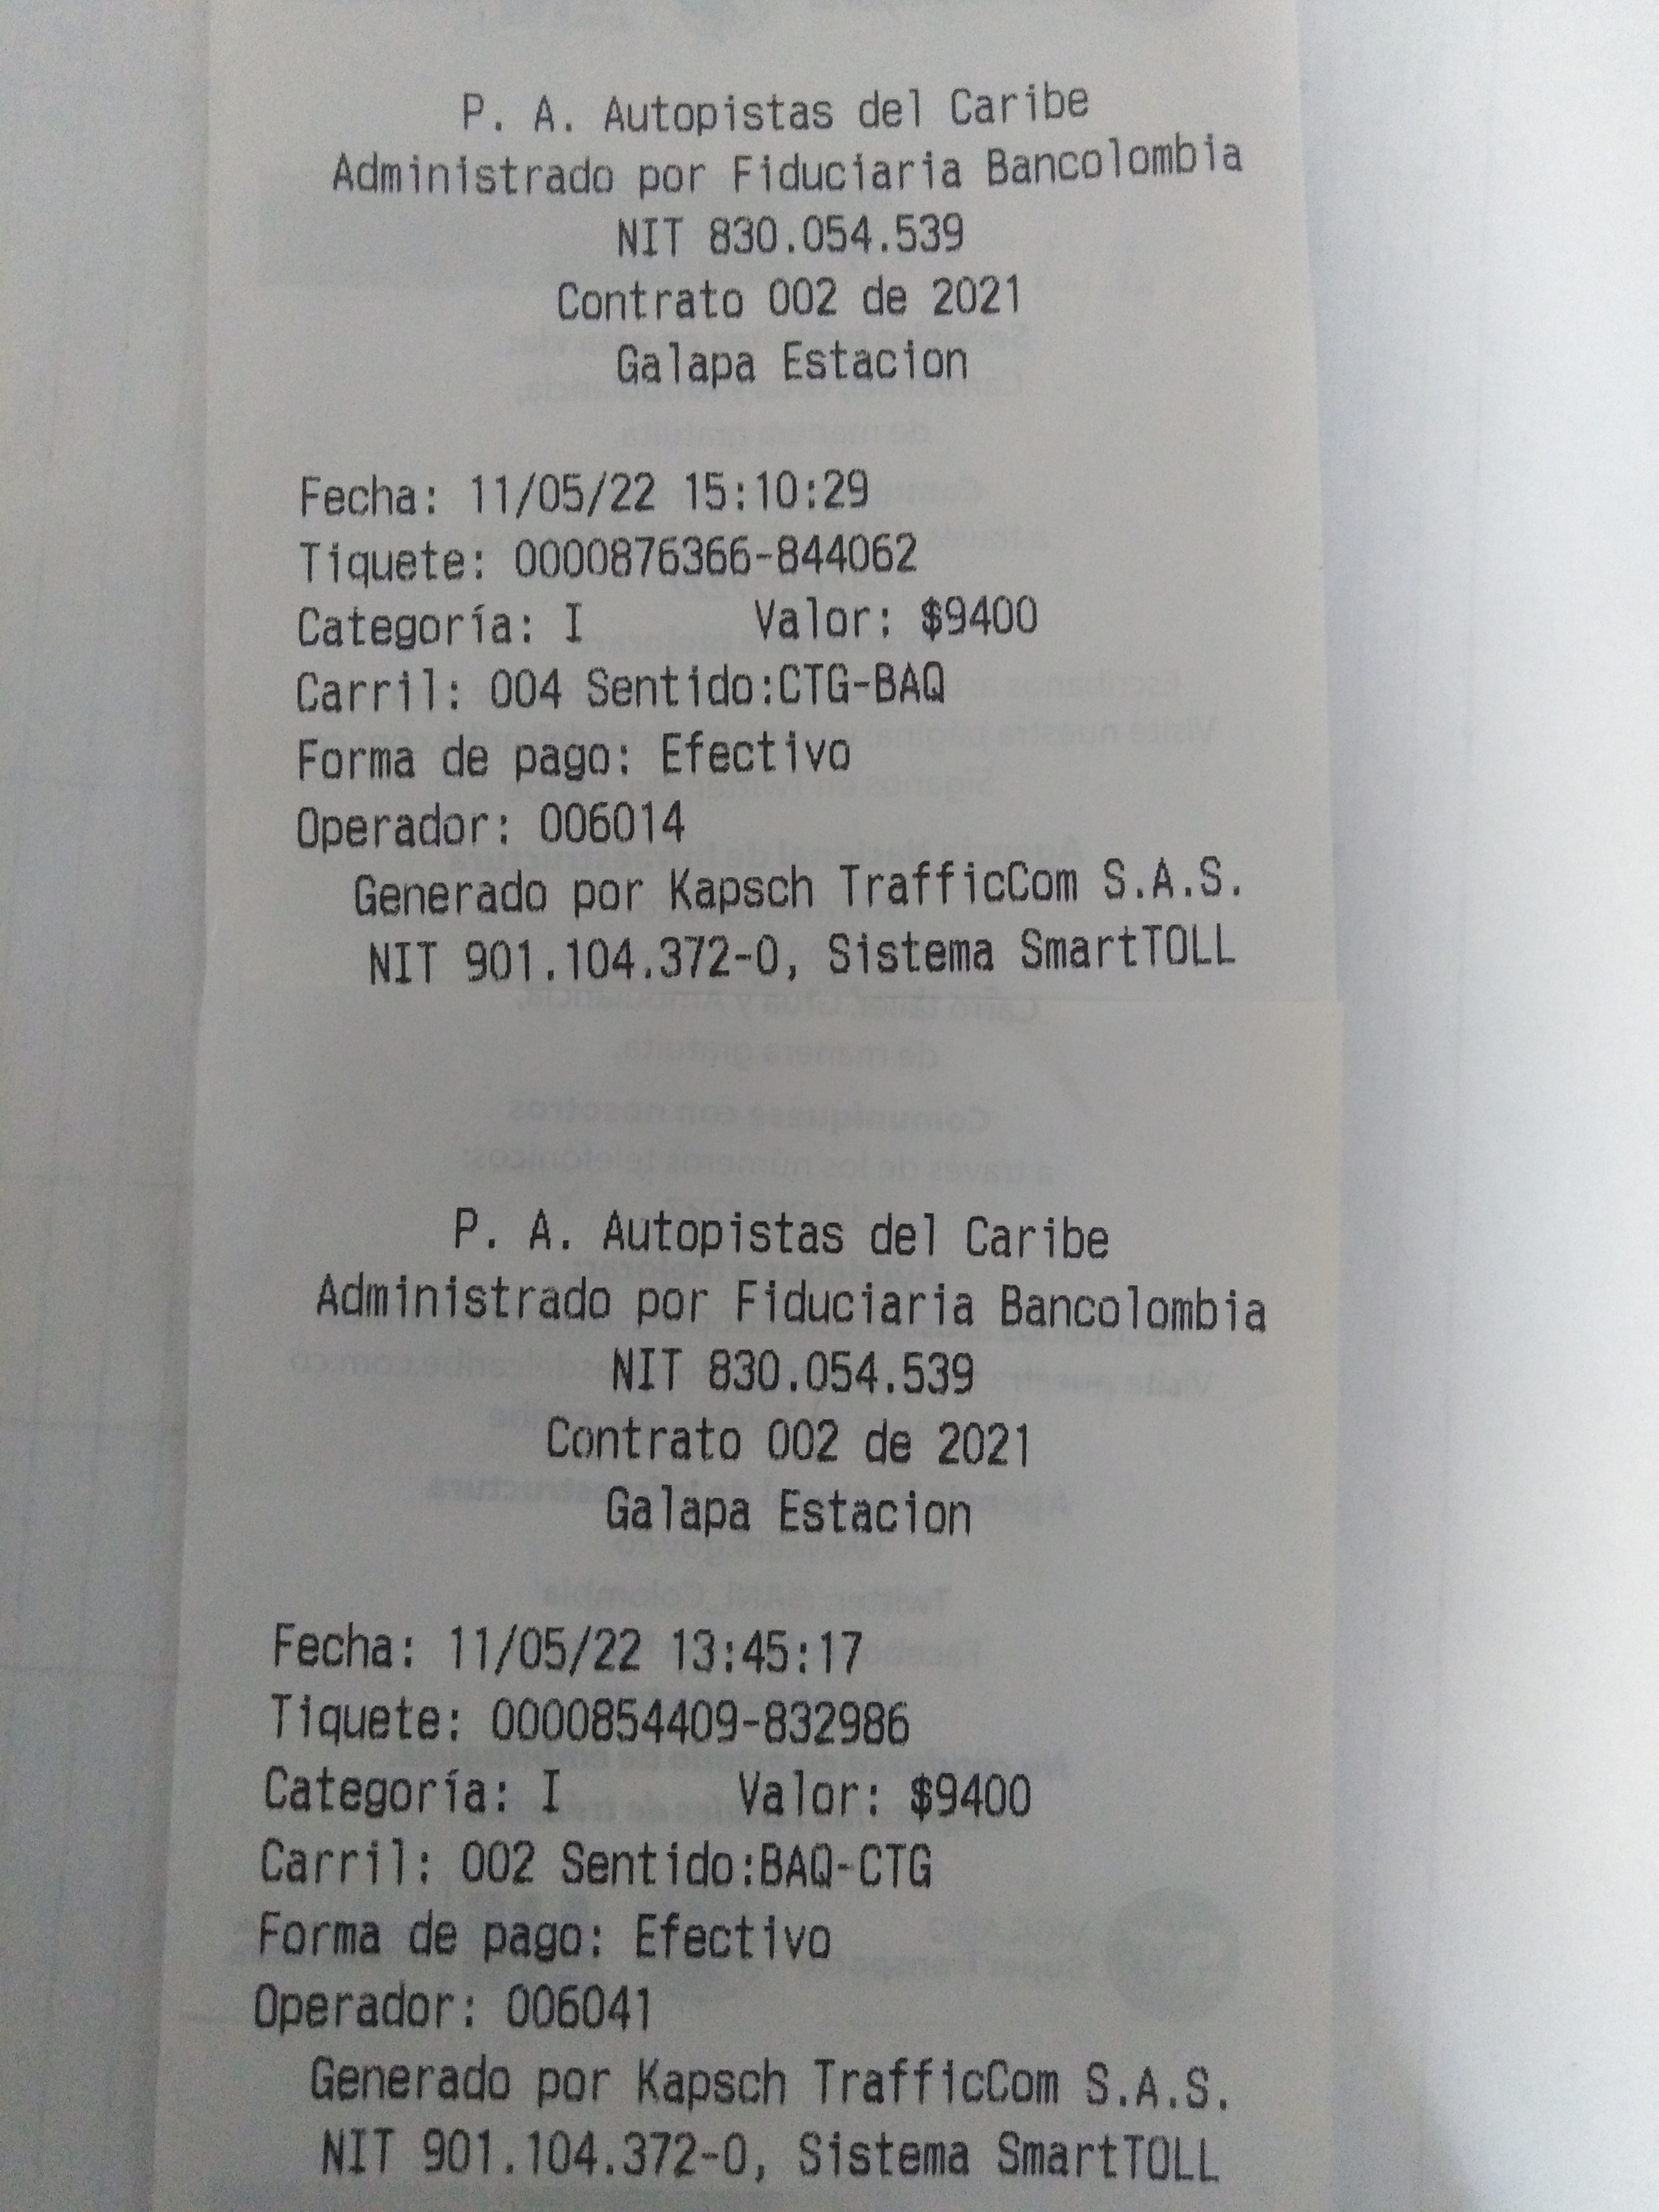 P. A. Autopistas del Caribe
Administrado por Fiduciaria Bancolombia
NIT 830.054.539
Contrato 002 de 2021
Galapa Estacion
Fecha: 11/05/22 15:10:29
Tiquete: 0000876366-844062
Categoría: I Valor: $9400
Carril: 004 Sentido:CTG-BAQ
Forma de pago: Efectivo
Operador: 006014
Generado por Kapsch TrafficCom S.A.S.
NIT 901.104.372-0, Sistema SmartTOLL
P. A. Autopistas del Caribe
Administrado por Fiduciaria Bancolombia
NIT 830.054.539
Contrato 002 de 2021
Galapa Estacion
Fecha: 11/05/22 13:45:17
Tiquete: 0000854409-832986
Categoría: I Valor: $9400
Carril: 002 Sentido:BAQ-CTG
Forma de pago: Efectivo
Operador: 006041
Generado por Kapsch TrafficCom S.A.S.
NIT 901.104.372-0, Sistema SmartTOLL